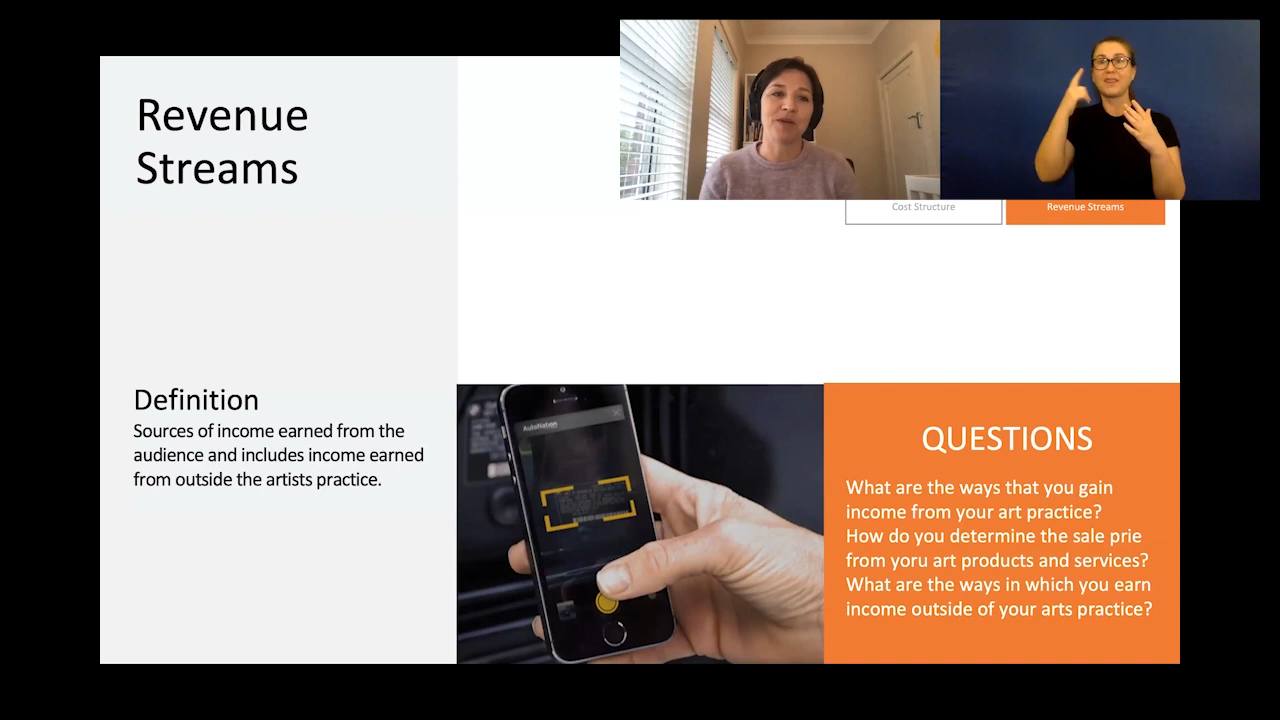 Revenue
Streams
Cost Structure
Revenue Streams
Definition
Sources of income earned from the
audience and includes income earned
from outside the artists practice.
AutoNation
QUESTIONS
What are the ways that you gain
income from your art practice?
How do you determine the sale prie
from yoru art products and services?
What are the ways in which you earn
income outside of your arts practice?